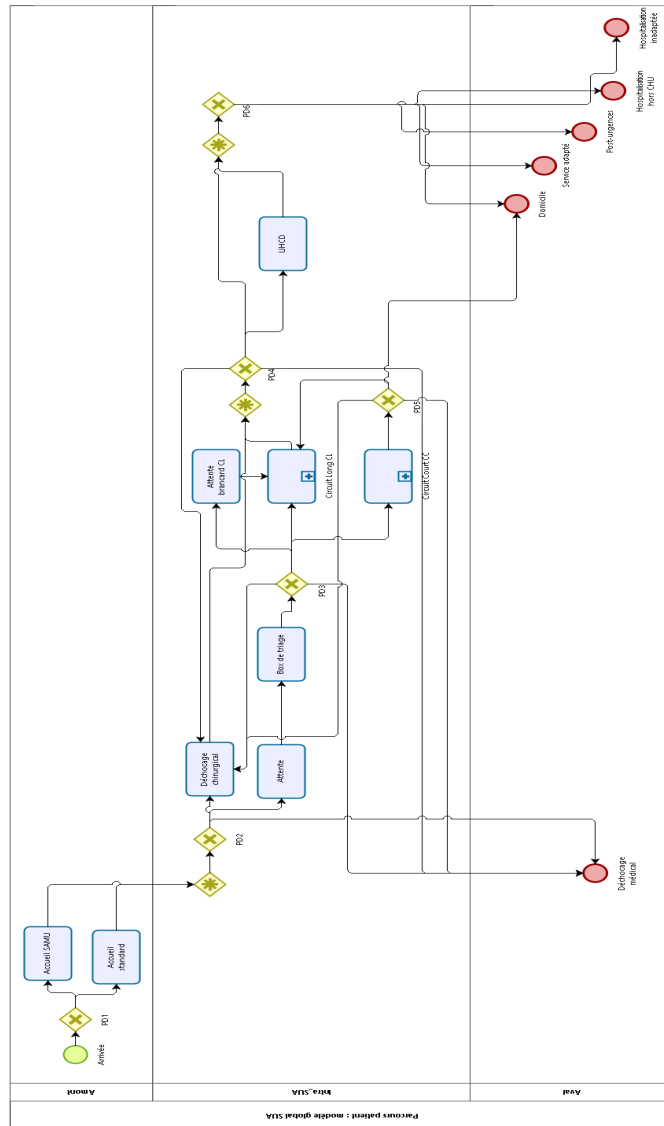 Parcours patient : modèle global SUA
Amont
Arrivée
PD1
Accueil SAMU
Accueil
standard
Intra_SUA
PD2
Déchocage
chirurgical
Attente
Box de triage
PD3
Attente
brancard CL
Circuit Long CL
Circuit Court CC
PD4
PD5
UHCD
PD6
Aval
Déchocage
médical
Domicile
Service adapté
Post-urgences
Hospitalisation
hors CHU
Hospitalisation
inadaptée